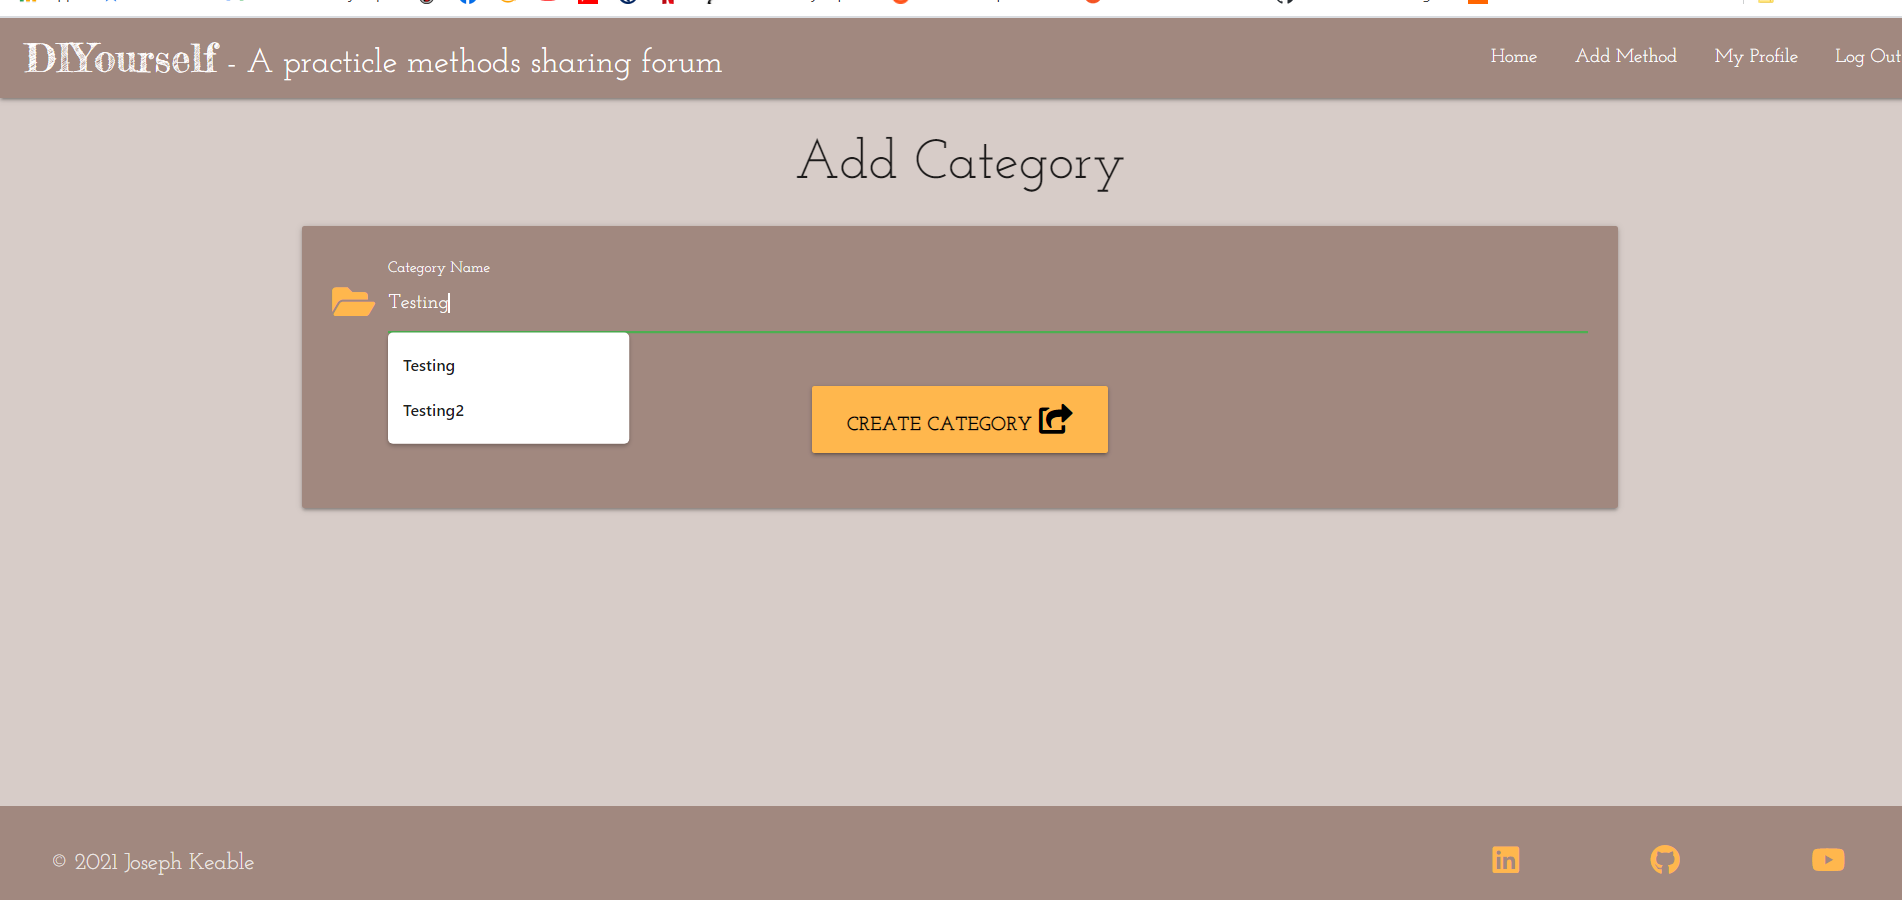 DIYourself - A practicle methods sharing forum
Home Add Method My Profile Log Out
Add Category
Category Name
Testing
Testing
Testing2
CREATE CATEGORY
© 2021 Joseph Keable